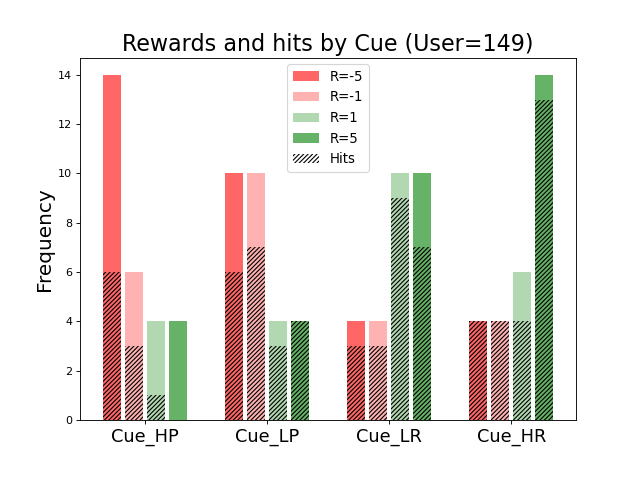 Rewards and hits by Cue (User=149)
R=-5
R=-1
R=1
R=5
Hits
Frequency
14
12
10
8
6
4
2
0
Cue_HP
Cue_LP
Cue_LR
Cue_HR